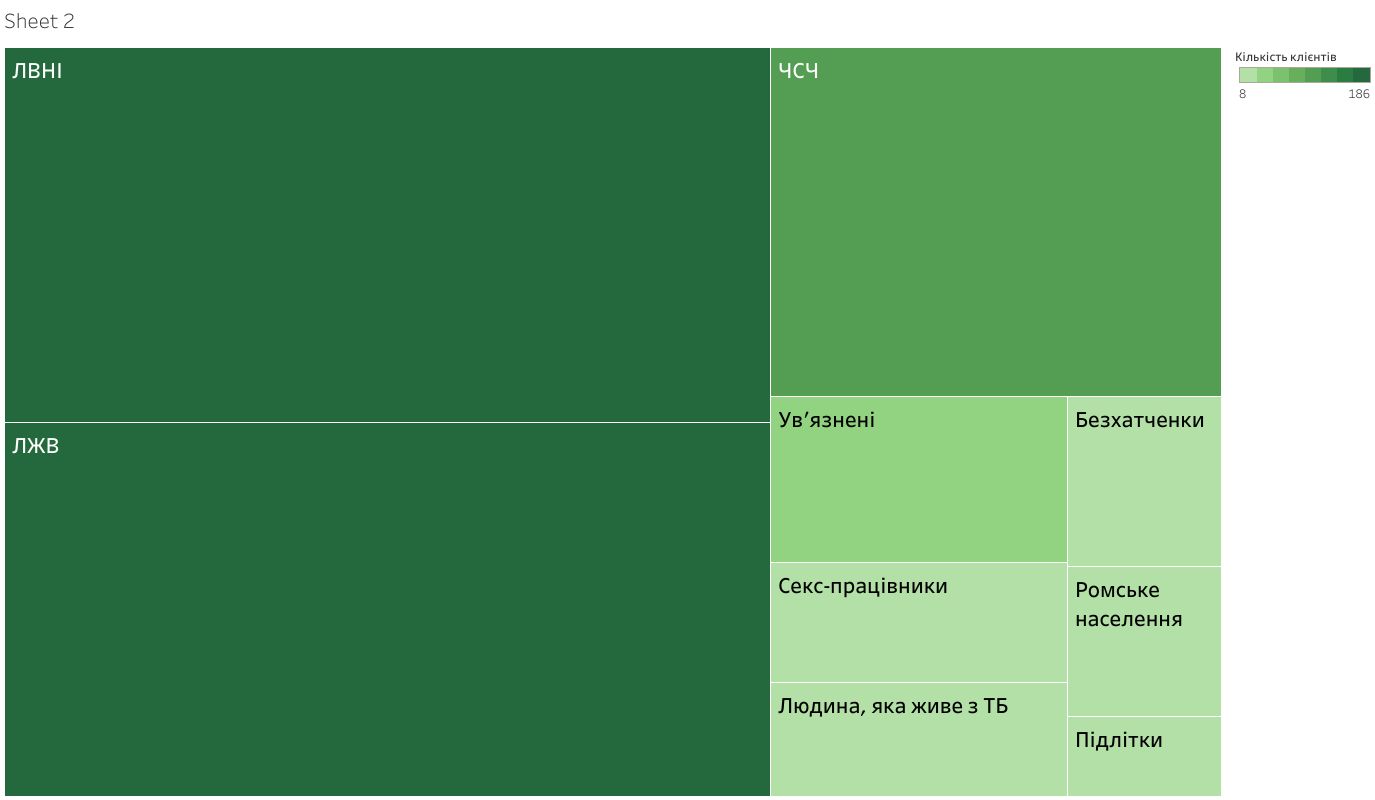 Sheet 2
ЛВНІ
ЧСЧ
Кількість клієнтів
8
186
Ув’язнені
Безхатченки
ЛЖВ
Секс-працівники
Ромське
населення
Людина, яка живе з ТБ
Підлітки